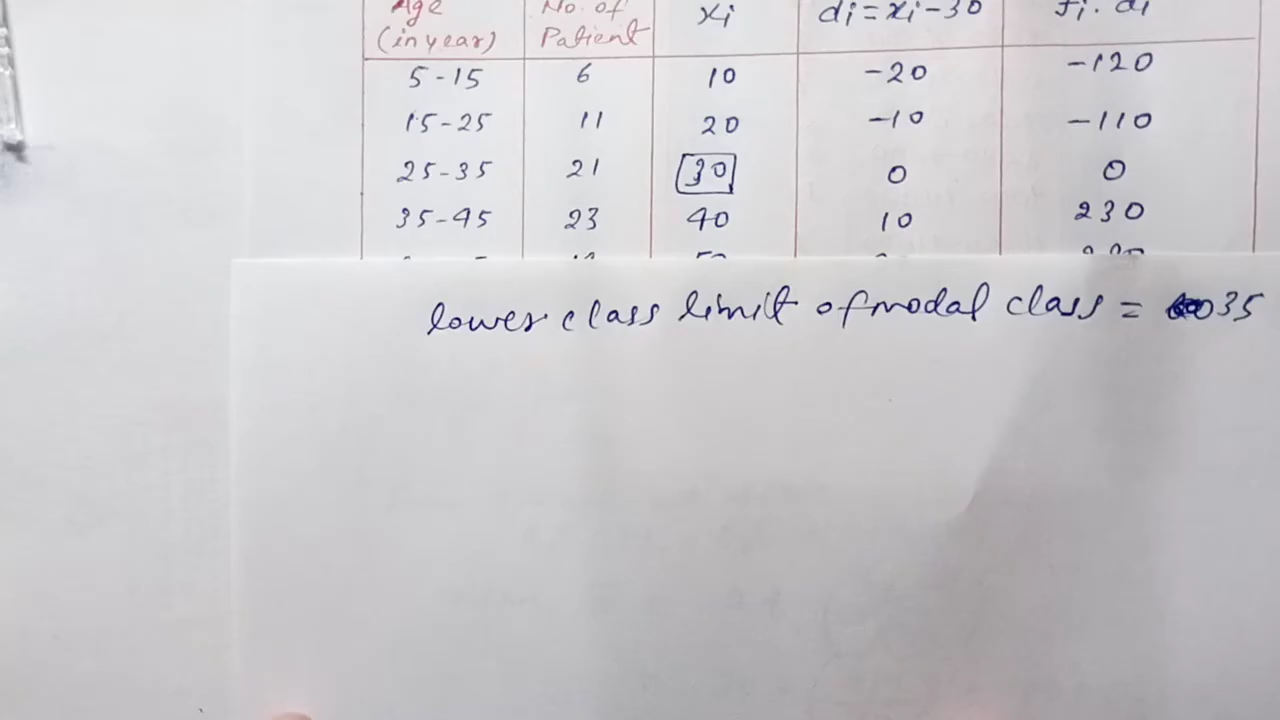 Age No. of xi di = xi - 30 fi. di
(in year) Patient
5-15 6 10 -20 -120
15-25 11 20 -10 -110
25-35 21 30 0 0
35-45 23 40 10 230
lower class limit of modal class = 35